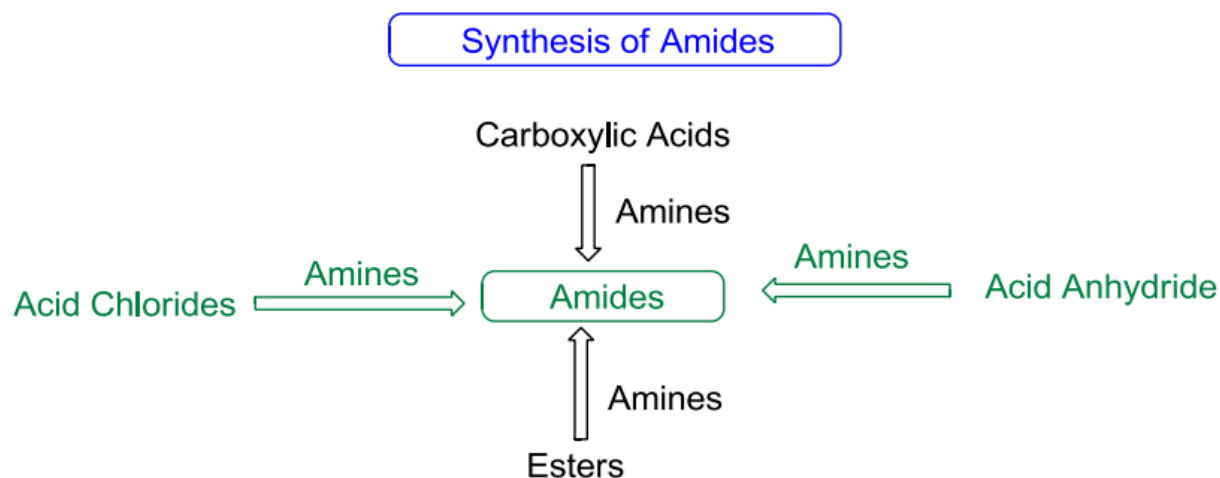 Synthesis of Amides
Carboxylic Acids
Amines
Amines
Amines
Acid Chlorides
Amides
Acid Anhydride
Amines
Esters